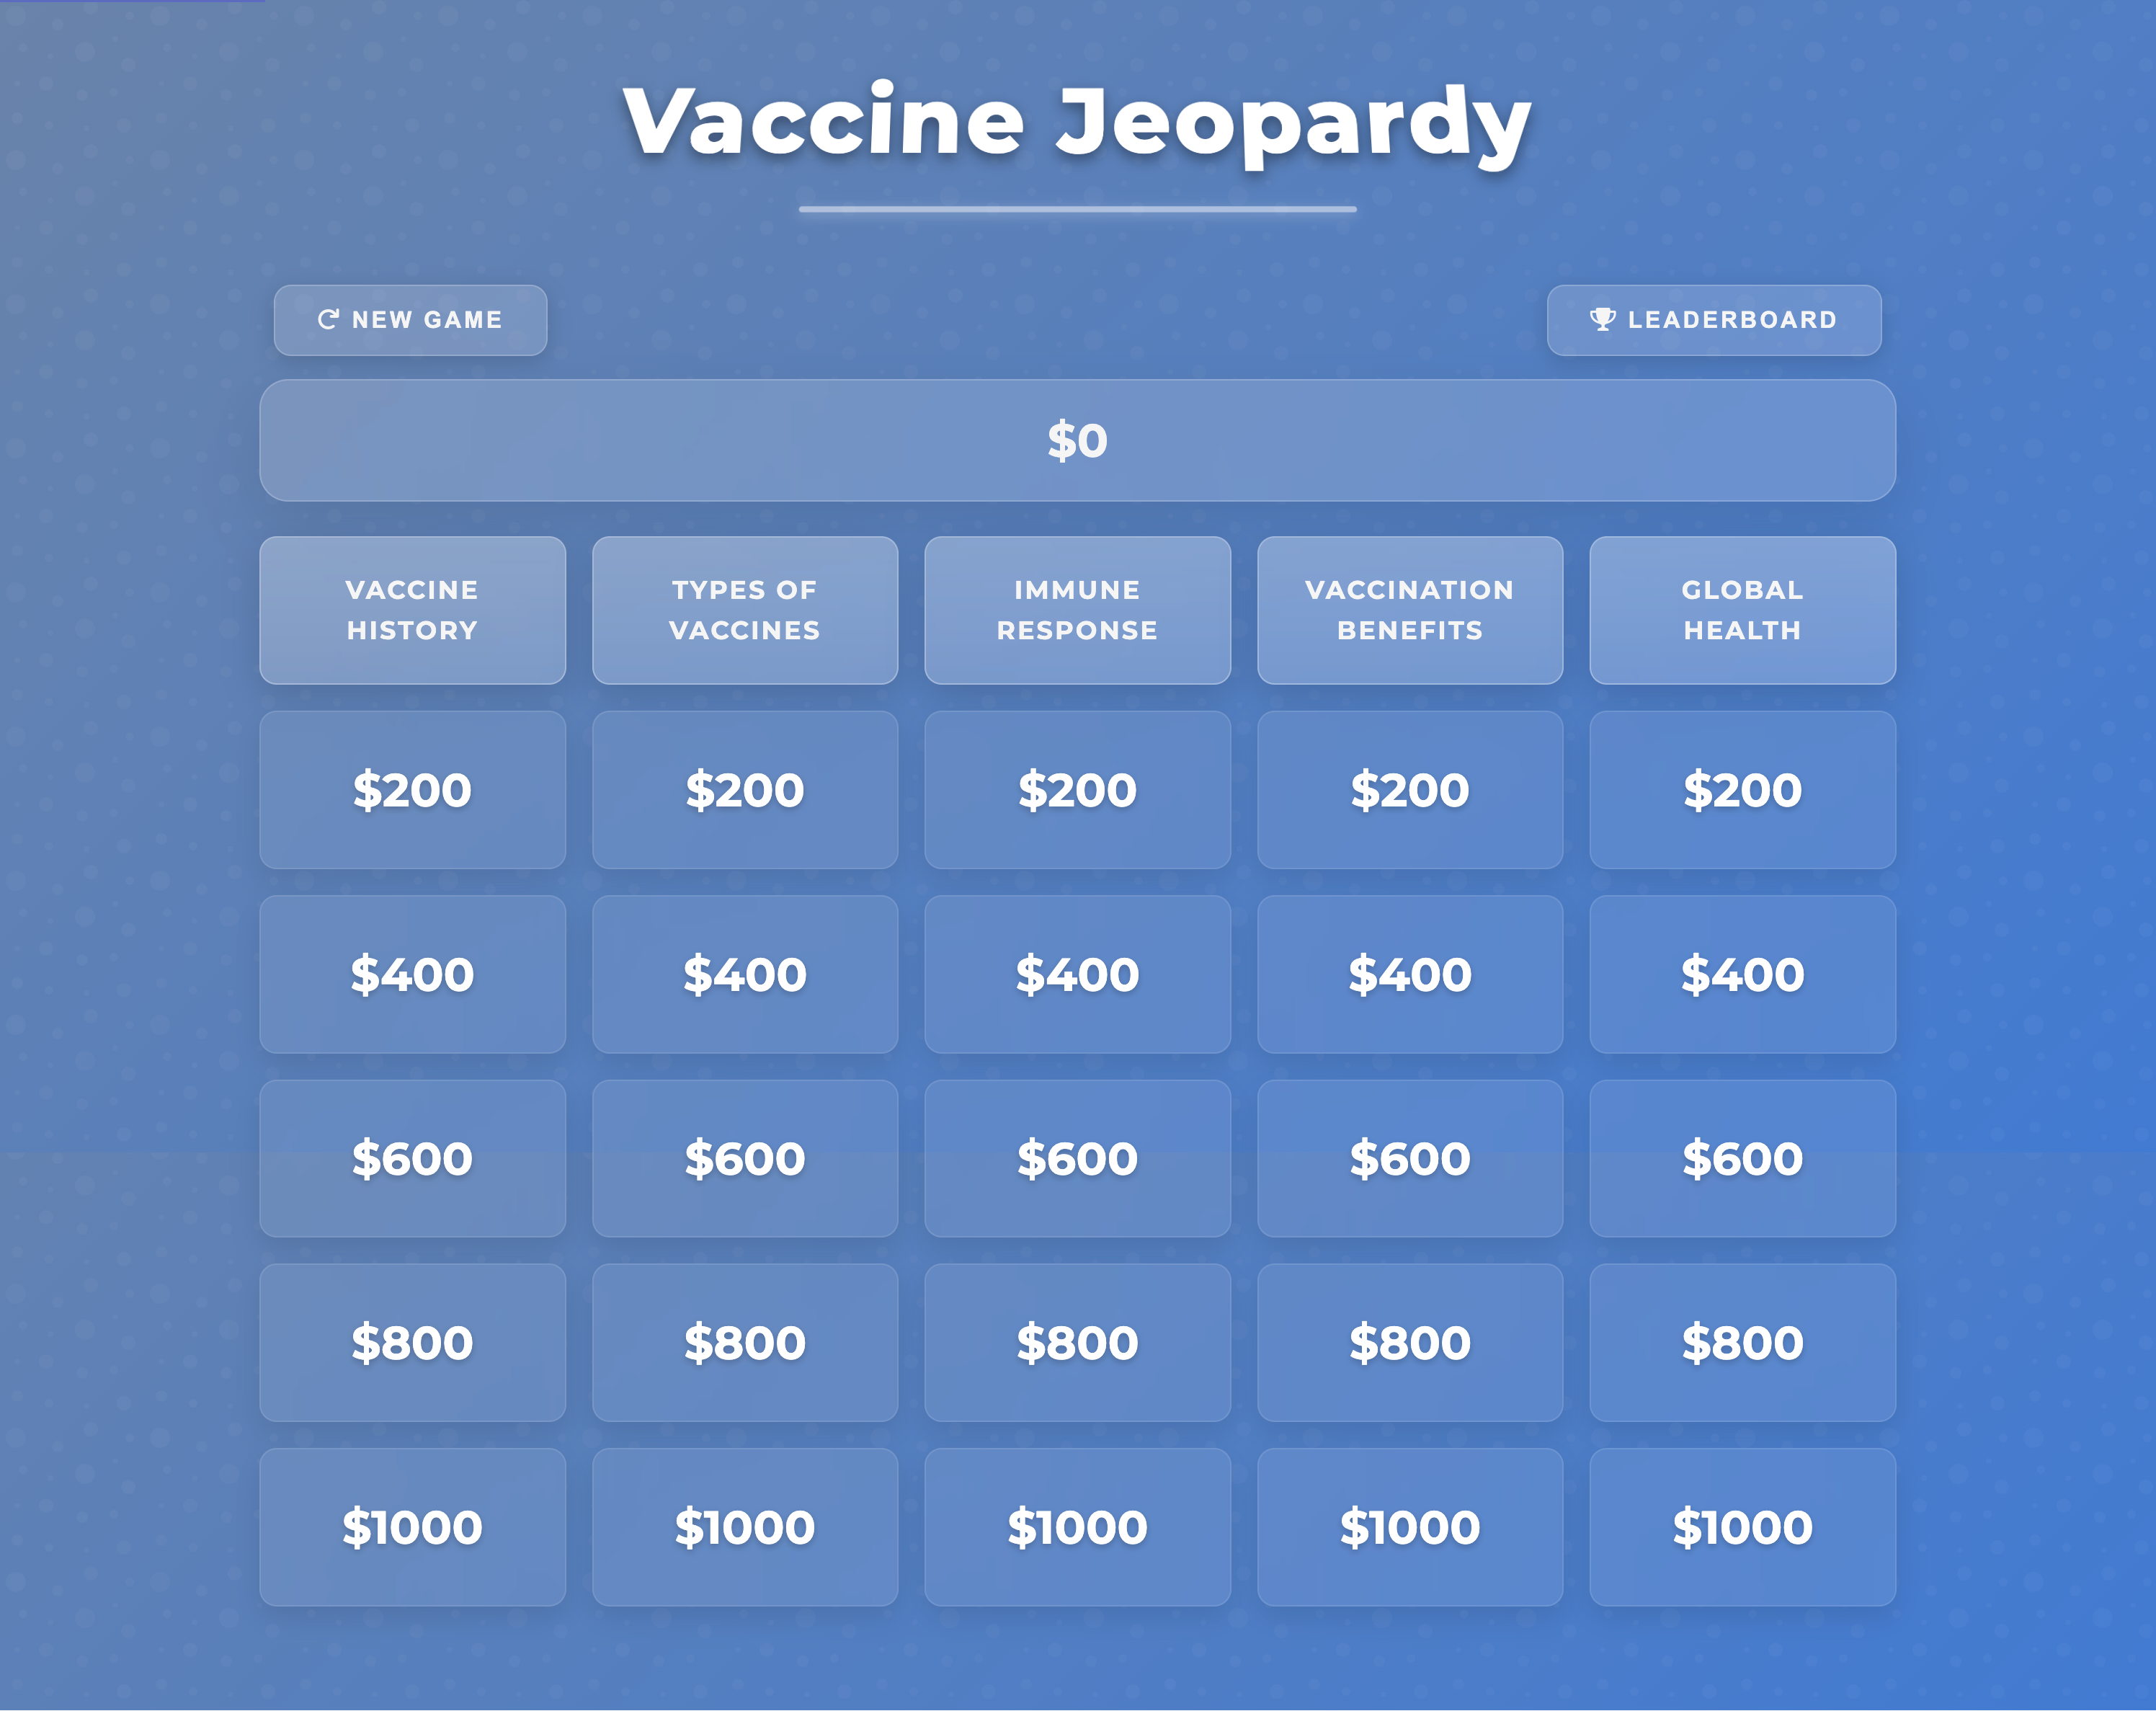 Vaccine Jeopardy
NEW GAME
LEADERBOARD
$0
VACCINE
HISTORY
TYPES OF
VACCINES
IMMUNE
RESPONSE
VACCINATION
BENEFITS
GLOBAL
HEALTH
$200
$200
$200
$200
$200
$400
$400
$400
$400
$400
$600
$600
$600
$600
$600
$800
$800
$800
$800
$800
$1000
$1000
$1000
$1000
$1000